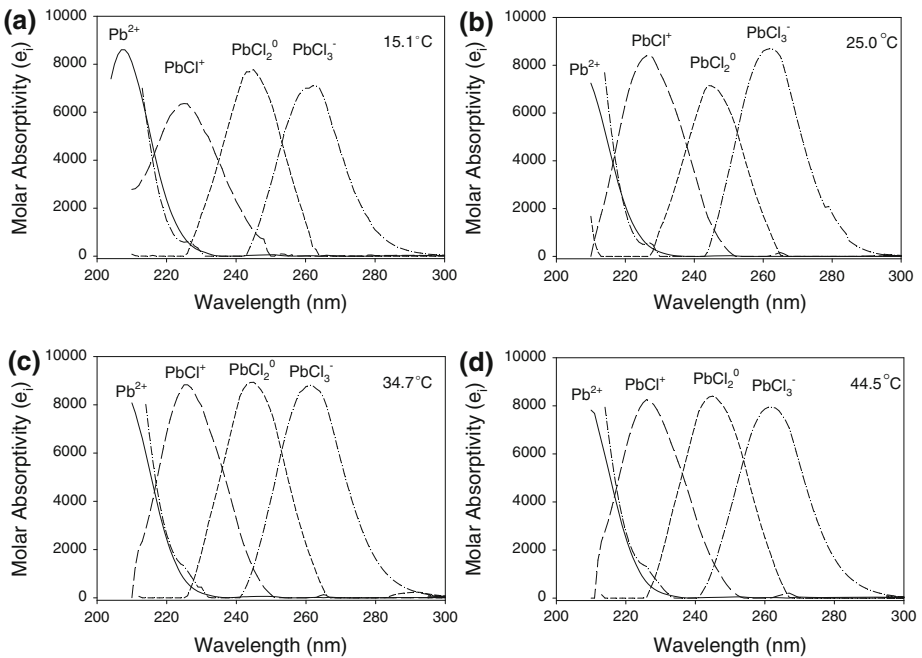 (a)
10000
8000
6000
4000
2000
0
Molar Absorptivity (eᵢ)
Pb²⁺
PbCl⁺
PbCl₂⁰
PbCl₃⁻
15.1°C
200 220 240 260 280 300
Wavelength (nm)
(b)
10000
8000
6000
4000
2000
0
Molar Absorptivity (eᵢ)
Pb²⁺
PbCl⁺
PbCl₂⁰
PbCl₃⁻
25.0°C
200 220 240 260 280 300
Wavelength (nm)
(c)
10000
8000
6000
4000
2000
0
Molar Absorptivity (eᵢ)
Pb²⁺
PbCl⁺
PbCl₂⁰
PbCl₃⁻
34.7°C
200 220 240 260 280 300
Wavelength (nm)
(d)
10000
8000
6000
4000
2000
0
Molar Absorptivity (eᵢ)
Pb²⁺
PbCl⁺
PbCl₂⁰
PbCl₃⁻
44.5°C
200 220 240 260 280 300
Wavelength (nm)